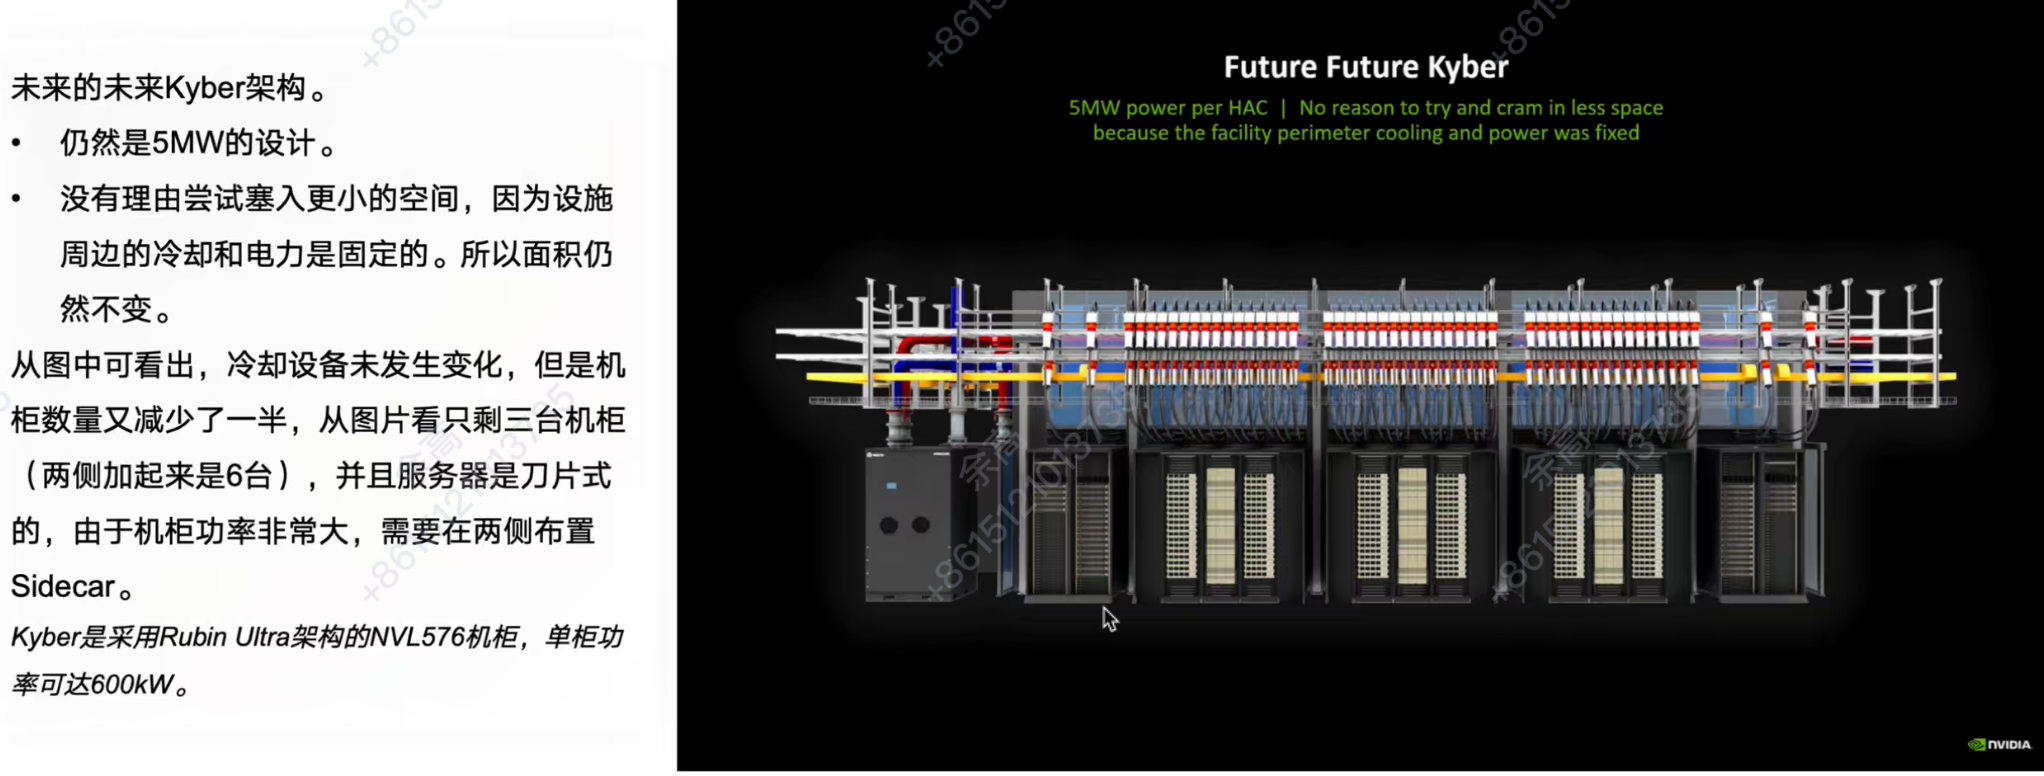 未来的未来Kyber架构。
• 仍然是5MW的设计。
• 没有理由尝试塞入更小的空间，因为设施
周边的冷却和电力是固定的。所以面积仍
然不变。
从图中可看出，冷却设备未发生变化，但是机
柜数量又减少了一半，从图片看只剩三台机柜
（两侧加起来是6台），并且服务器是刀片式
的，由于机柜功率非常大，需要在两侧布置
Sidecar。
Kyber是采用Rubin Ultra架构的NVL576机柜，单柜功
率可达600kW。
Future Future Kyber
5MW power per HAC | No reason to try and cram in less space
because the facility perimeter cooling and power was fixed
NVIDIA
余高
+8615121013785